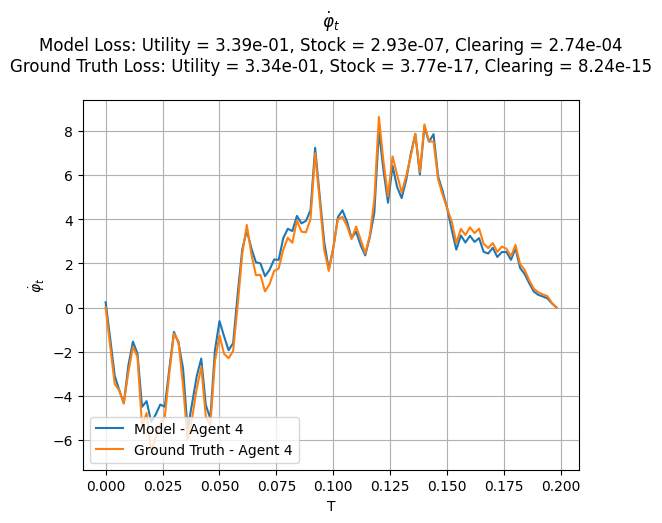 φ̇ₜ
Model Loss: Utility = 3.39e-01, Stock = 2.93e-07, Clearing = 2.74e-04
Ground Truth Loss: Utility = 3.34e-01, Stock = 3.77e-17, Clearing = 8.24e-15
8
6
4
2
0
−2
−4
−6
φ̇ₜ
Model - Agent 4
Ground Truth - Agent 4
0.000 0.025 0.050 0.075 0.100 0.125 0.150 0.175 0.200
T